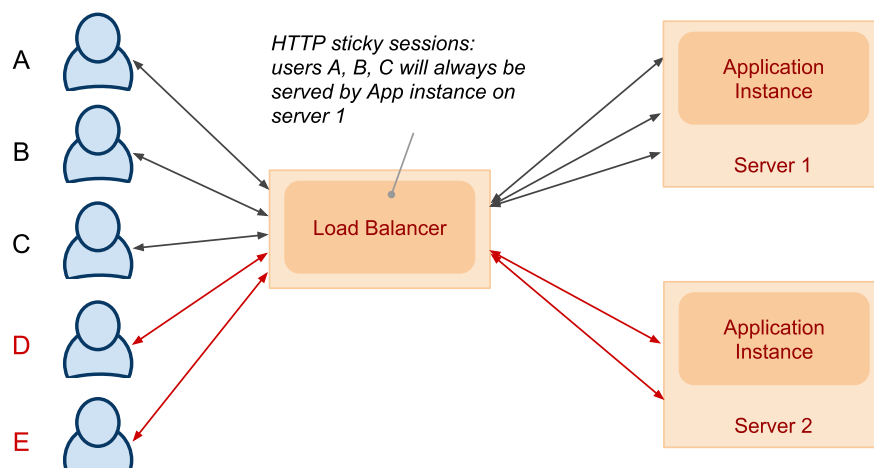 A
HTTP sticky sessions:
users A, B, C will always be
served by App instance on
server 1
Application
Instance
Server 1
B
C
Load Balancer
D
Application
Instance
Server 2
E